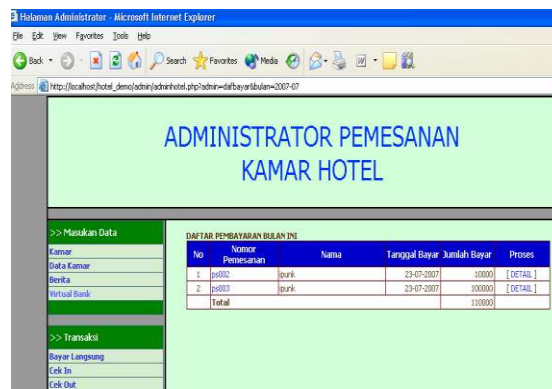 Halaman Administrator - Microsoft Internet Explorer
File Edit View Favorites Tools Help
Back Search Favorites Media
Address http://localhost/hotel_demo/admin/adminhotel.php?admin=dafbayar&bulan=2007-07
ADMINISTRATOR PEMESANAN
KAMAR HOTEL
>> Masukan Data
Kamar
Data Kamar
Berita
Virtual Bank
>> Transaksi
Bayar Langsung
Cek In
Cek Out
DAFTAR PEMBAYARAN BULAN INI
No Nomor Pemesanan Nama Tanggal Bayar Jumlah Bayar Proses
1 ps002 ipunk 23-07-2007 10000 [ DETAIL ]
2 ps003 ipunk 23-07-2007 100000 [ DETAIL ]
Total 110000